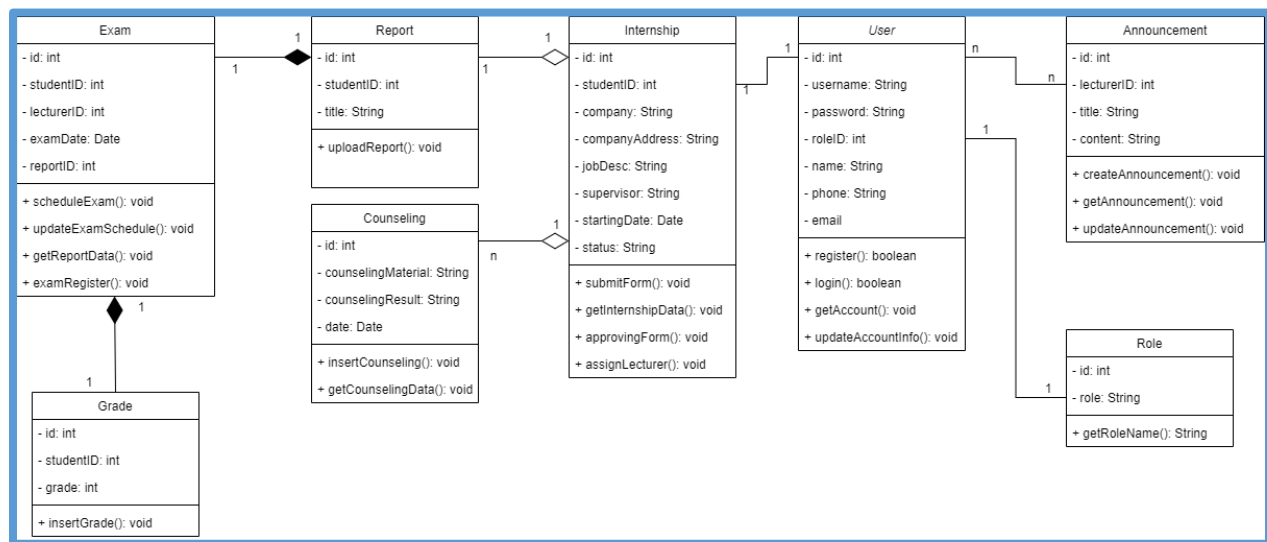 Exam
- id: int
- studentID: int
- lecturerID: int
- examDate: Date
- reportID: int
+ scheduleExam(): void
+ updateExamSchedule(): void
+ getReportData(): void
+ examRegister(): void
1
1
Report
- id: int
- studentID: int
- title: String
+ uploadReport(): void
1
1
Internship
- id: int
- studentID: int
- company: String
- companyAddress: String
- jobDesc: String
- supervisor: String
- startingDate: Date
- status: String
+ submitForm(): void
+ getInternshipData(): void
+ approvingForm(): void
+ assignLecturer(): void
1
1
User
- id: int
- username: String
- password: String
- roleID: int
- name: String
- phone: String
- email
+ register(): boolean
+ login(): boolean
+ getAccount(): void
+ updateAccountInfo(): void
n
n
Announcement
- id: int
- lecturerID: int
- title: String
- content: String
+ createAnnouncement(): void
+ getAnnouncement(): void
+ updateAnnouncement(): void
Counseling
- id: int
- counselingMaterial: String
- counselingResult: String
- date: Date
+ insertCounseling(): void
+ getCounselingData(): void
n
1
1
1
Role
- id: int
- role: String
+ getRoleName(): String
1
1
Grade
- id: int
- studentID: int
- grade: int
+ insertGrade(): void